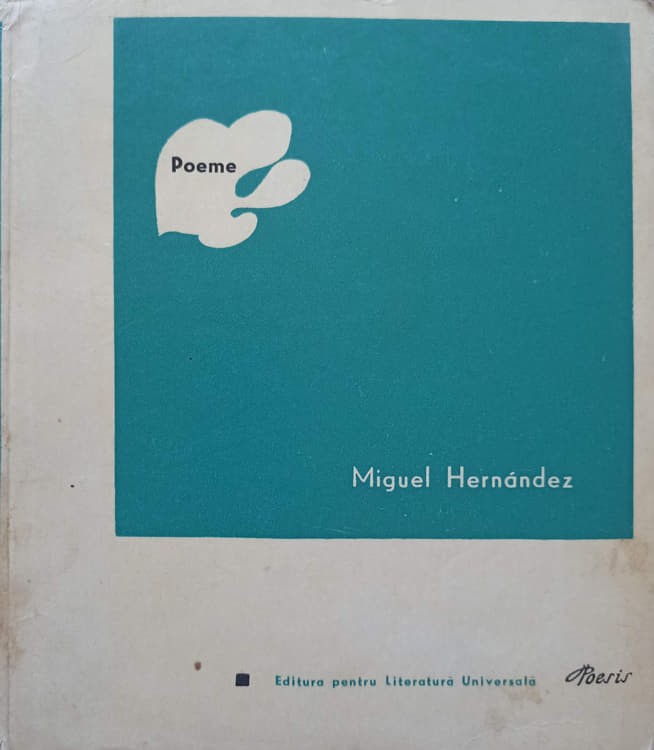 Poeme
Miguel Hernández
Editura pentru Literatură Universală
Poesis